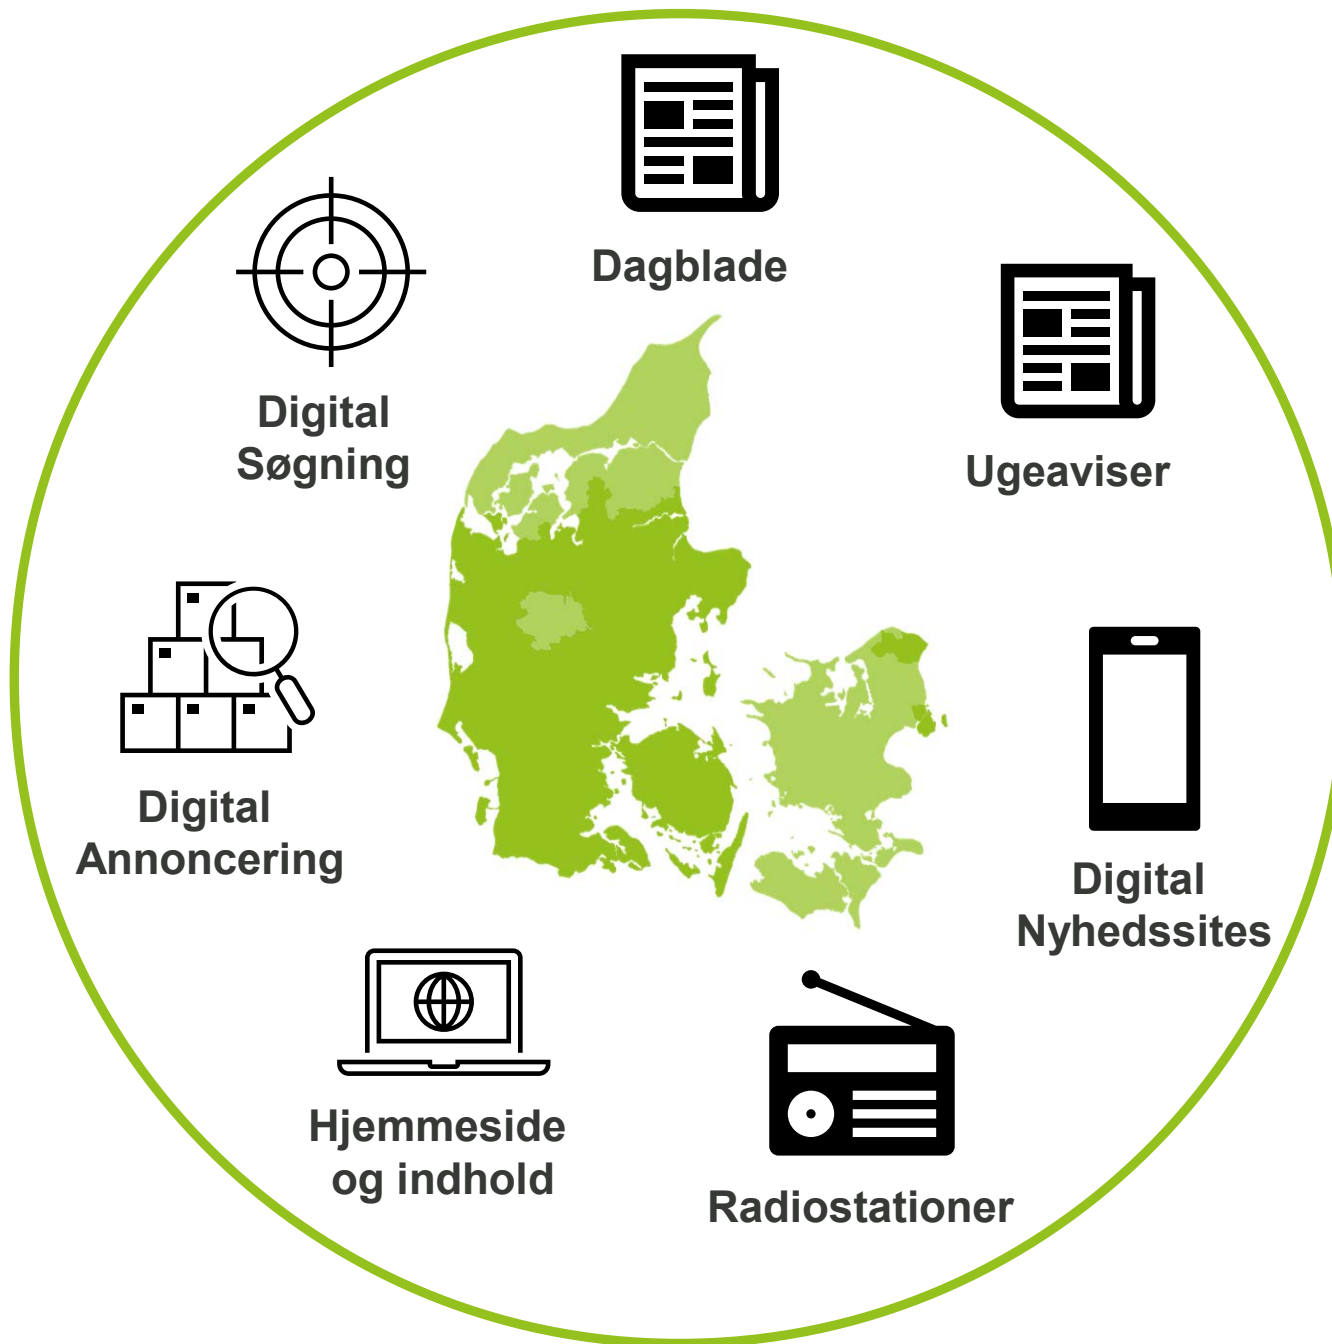 Dagblade
Digital
Søgning
Ugeaviser
Digital
Annoncering
Digital
Nyhedssites
Hjemmeside
og indhold
Radiostationer